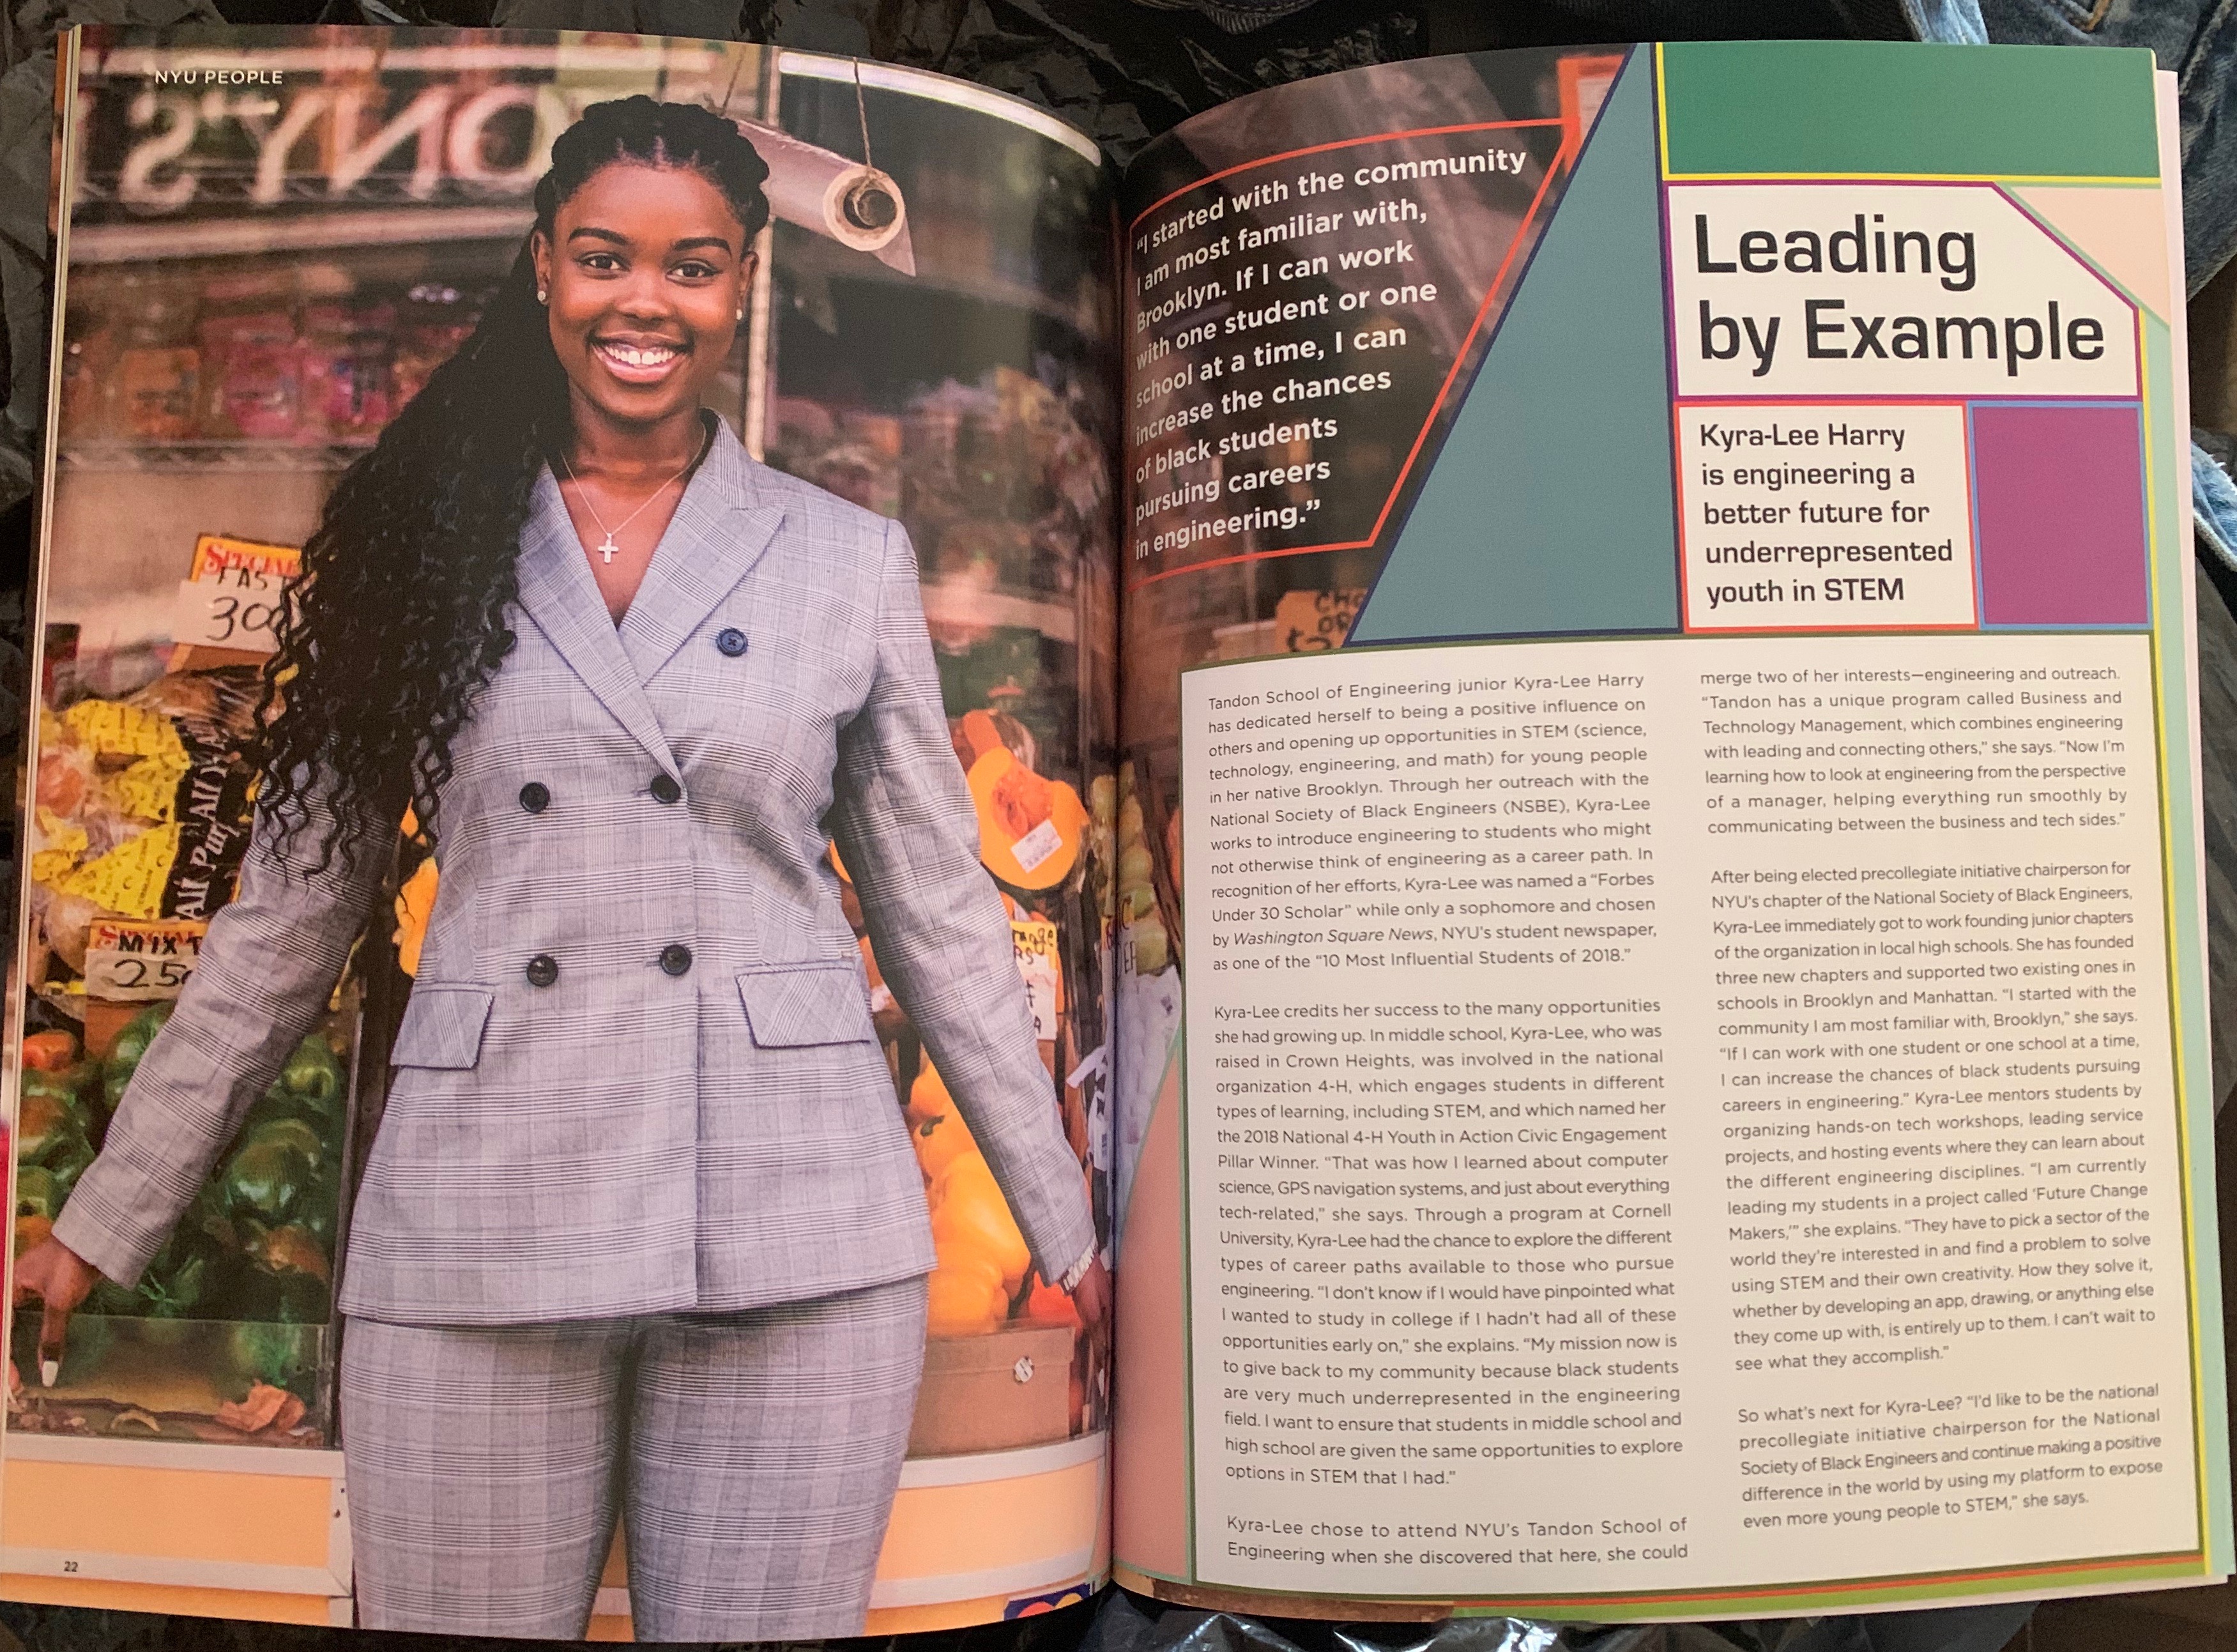 NYU PEOPLE
ONY'S
SPECIAL
30
SPECIAL
MIX
25
22
"I started with the community
I am most familiar with,
Brooklyn. If I can work
with one student or one
school at a time, I can
increase the chances
of black students
pursuing careers
in engineering."
Leading
by Example
Kyra-Lee Harry
is engineering a
better future for
underrepresented
youth in STEM
Tandon School of Engineering junior Kyra-Lee Harry
has dedicated herself to being a positive influence on
others and opening up opportunities in STEM (science,
technology, engineering, and math) for young people
in her native Brooklyn. Through her outreach with the
National Society of Black Engineers (NSBE), Kyra-Lee
works to introduce engineering to students who might
not otherwise think of engineering as a career path. In
recognition of her efforts, Kyra-Lee was named a "Forbes
Under 30 Scholar" while only a sophomore and chosen
by Washington Square News, NYU's student newspaper,
as one of the "10 Most Influential Students of 2018."
Kyra-Lee credits her success to the many opportunities
she had growing up. In middle school, Kyra-Lee, who was
raised in Crown Heights, was involved in the national
organization 4-H, which engages students in different
types of learning, including STEM, and which named her
the 2018 National 4-H Youth in Action Civic Engagement
Pillar Winner. "That was how I learned about computer
science, GPS navigation systems, and just about everything
tech-related," she says. Through a program at Cornell
University, Kyra-Lee had the chance to explore the different
types of career paths available to those who pursue
engineering. "I don't know if I would have pinpointed what
I wanted to study in college if I hadn't had all of these
opportunities early on," she explains. "My mission now is
to give back to my community because black students
are very much underrepresented in the engineering
field. I want to ensure that students in middle school and
high school are given the same opportunities to explore
options in STEM that I had."
Kyra-Lee chose to attend NYU's Tandon School of
Engineering when she discovered that here, she could
merge two of her interests—engineering and outreach.
"Tandon has a unique program called Business and
Technology Management, which combines engineering
with leading and connecting others," she says. "Now I'm
learning how to look at engineering from the perspective
of a manager, helping everything run smoothly by
communicating between the business and tech sides."
After being elected precollegiate initiative chairperson for
NYU's chapter of the National Society of Black Engineers,
Kyra-Lee immediately got to work founding junior chapters
of the organization in local high schools. She has founded
three new chapters and supported two existing ones in
schools in Brooklyn and Manhattan. "I started with the
community I am most familiar with, Brooklyn," she says.
"If I can work with one student or one school at a time,
I can increase the chances of black students pursuing
careers in engineering." Kyra-Lee mentors students by
organizing hands-on tech workshops, leading service
projects, and hosting events where they can learn about
the different engineering disciplines. "I am currently
leading my students in a project called 'Future Change
Makers,'" she explains. "They have to pick a sector of the
world they're interested in and find a problem to solve
using STEM and their own creativity. How they solve it,
whether by developing an app, drawing, or anything else
they come up with, is entirely up to them. I can't wait to
see what they accomplish."
So what's next for Kyra-Lee? "I'd like to be the national
precollegiate initiative chairperson for the National
Society of Black Engineers and continue making a positive
difference in the world by using my platform to expose
even more young people to STEM," she says.